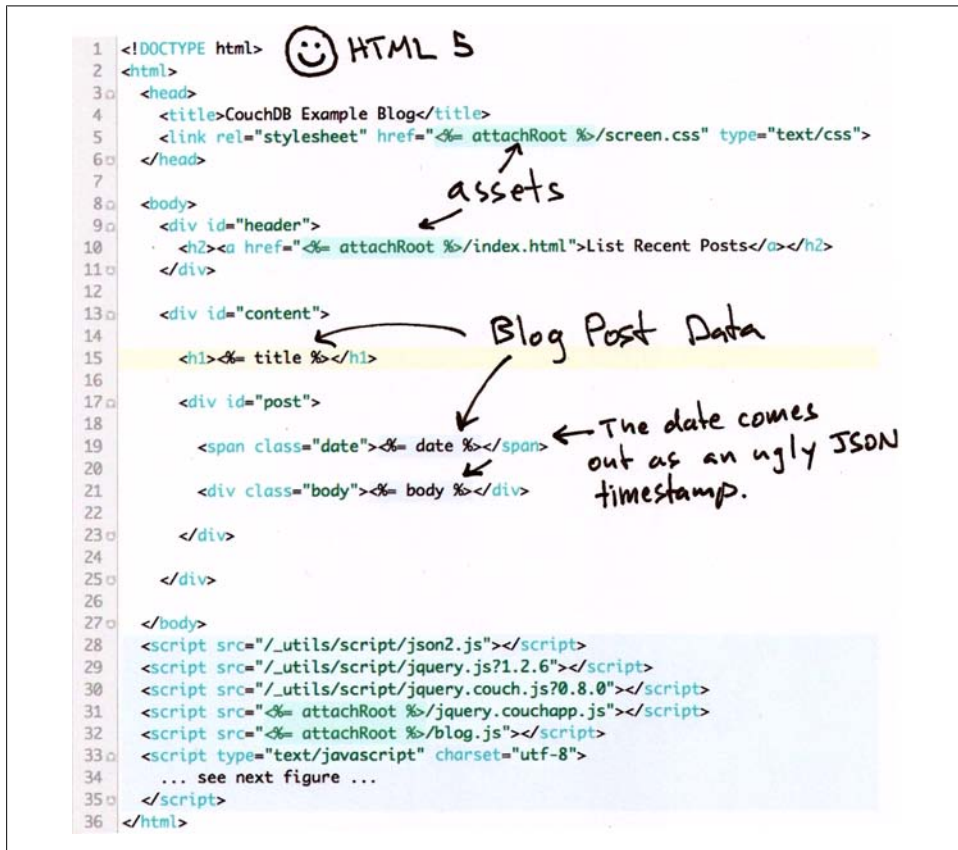 1 <!DOCTYPE html> HTML 5
2 <html>
3 <head>
4 <title>CouchDB Example Blog</title>
5 <link rel="stylesheet" href="<%= attachRoot %>/screen.css" type="text/css">
6 </head>
7
assets
8 <body>
9 <div id="header">
10 <h2><a href="<%= attachRoot %>/index.html">List Recent Posts</a></h2>
11 </div>
12
13 <div id="content">
14
Blog Post Data
15 <h1><%= title %></h1>
16
17 <div id="post">
18
19 <span class="date"><%= date %></span>
The date comes
out as an ugly JSON
timestamp.
20
21 <div class="body"><%= body %></div>
22
23 </div>
24
25 </div>
26
27 </body>
28 <script src="/_utils/script/json2.js"></script>
29 <script src="/_utils/script/jquery.js?1.2.6"></script>
30 <script src="/_utils/script/jquery.couch.js?0.8.0"></script>
31 <script src="<%= attachRoot %>/jquery.couchapp.js"></script>
32 <script src="<%= attachRoot %>/blog.js"></script>
33 <script type="text/javascript" charset="utf-8">
34 ... see next figure ...
35 </script>
36 </html>